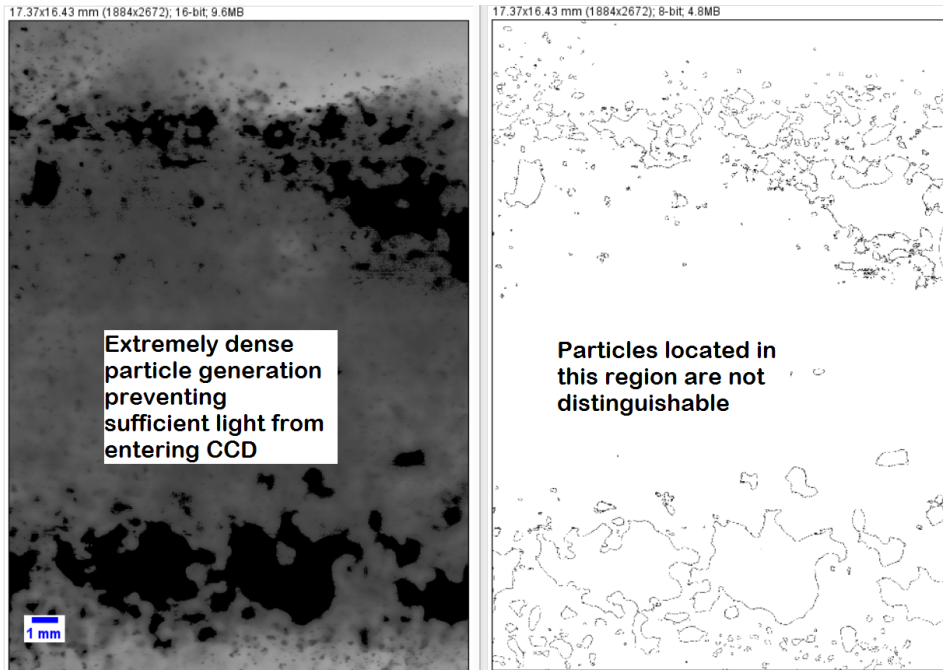 17.37x16.43 mm (1884x2672); 16-bit; 9.6MB
17.37x16.43 mm (1884x2672); 8-bit; 4.8MB
Extremely dense
particle generation
preventing
sufficient light from
entering CCD
Particles located in
this region are not
distinguishable
1 mm